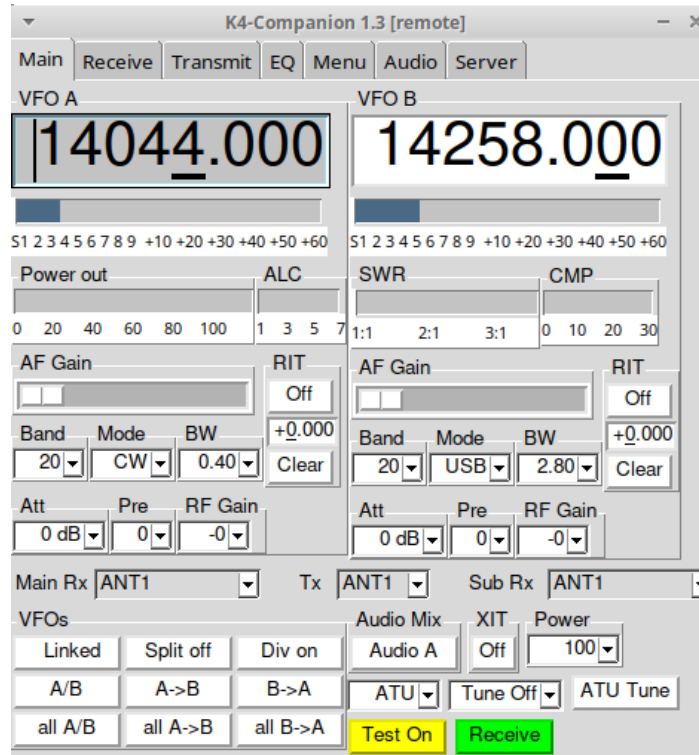 K4-Companion 1.3 [remote]
Main Receive Transmit EQ Menu Audio Server
VFO A VFO B
14044.000 14258.000
S1 2 3 4 5 6 7 8 9 +10 +20 +30 +40 +50 +60 S1 2 3 4 5 6 7 8 9 +10 +20 +30 +40 +50 +60
Power out ALC SWR CMP
0 20 40 60 80 100 1 3 5 7 1:1 2:1 3:1 0 10 20 30
AF Gain RIT AF Gain RIT
Off Off
+0.000 +0.000
Band Mode BW Band Mode BW
20 CW 0.40 Clear 20 USB 2.80 Clear
Att Pre RF Gain Att Pre RF Gain
0 dB 0 -0 0 dB 0 -0
Main Rx ANT1 Tx ANT1 Sub Rx ANT1
VFOs Audio Mix XIT Power
Linked Split off Div on Audio A Off 100
A/B A->B B->A ATU Tune Off ATU Tune
all A/B all A->B all B->A Test On Receive